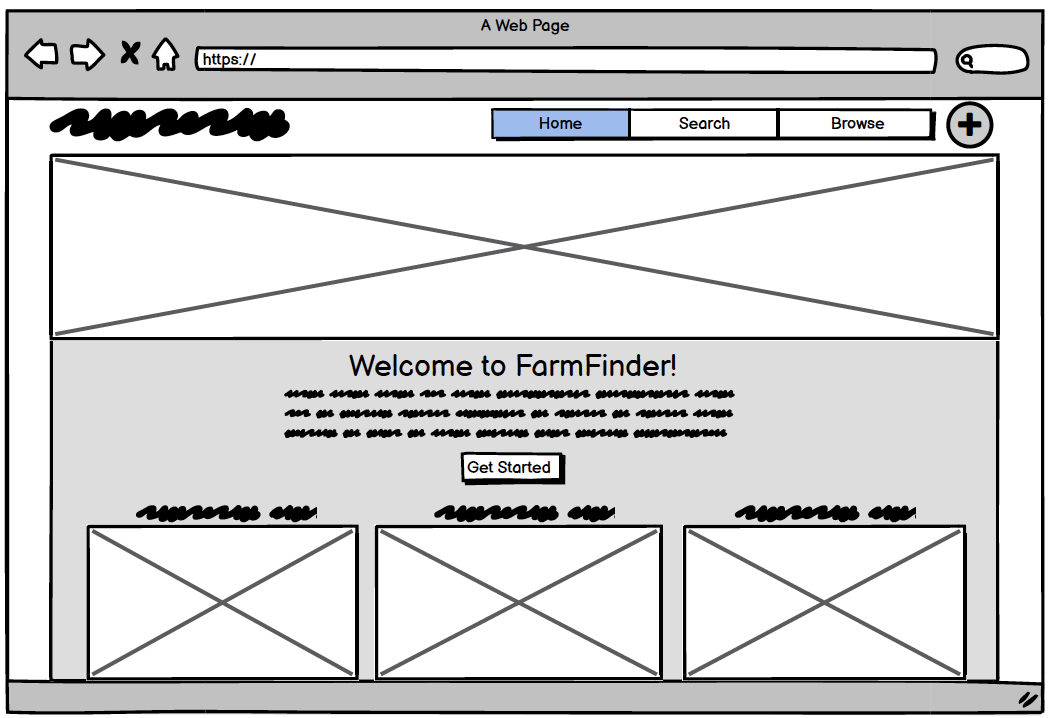 A Web Page
https://
Home Search Browse
Welcome to FarmFinder!
Get Started